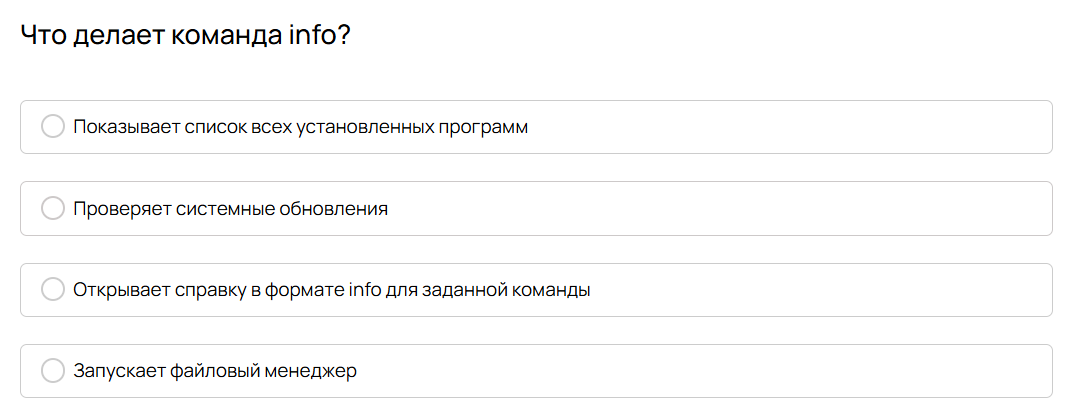 Что делает команда info?
Показывает список всех установленных программ
Проверяет системные обновления
Открывает справку в формате info для заданной команды
Запускает файловый менеджер